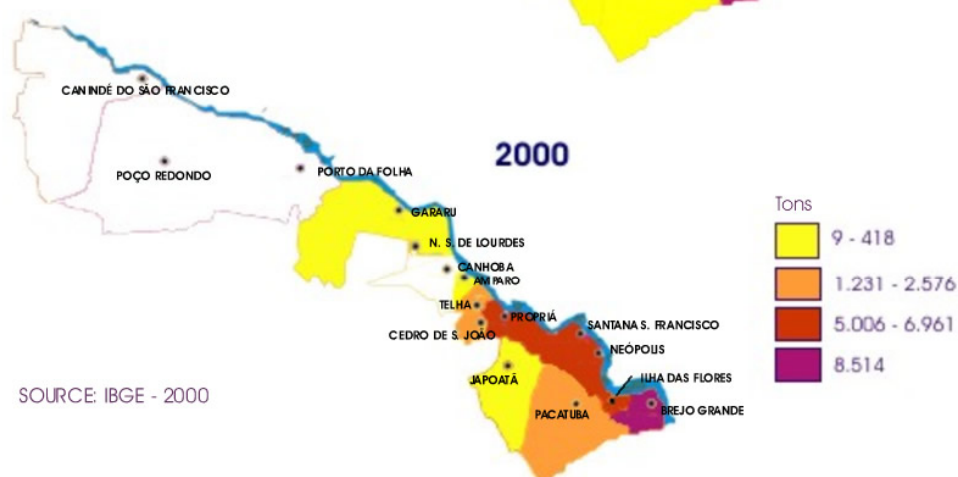 CANINDÉ DO SÃO FRANCISCO
2000
POÇO REDONDO
PORTO DA FOLHA
GARARU
N. S. DE LOURDES
CANHOBA
AMPARO
TELHA
PROPRIÁ
CEDRO DE S. JOÃO
SANTANA S. FRANCISCO
NEÓPOLIS
JAPOATÃ
ILHA DAS FLORES
PACATUBA
BREJO GRANDE
Tons
9 - 418
1.231 - 2.576
5.006 - 6.961
8.514
SOURCE: IBGE - 2000